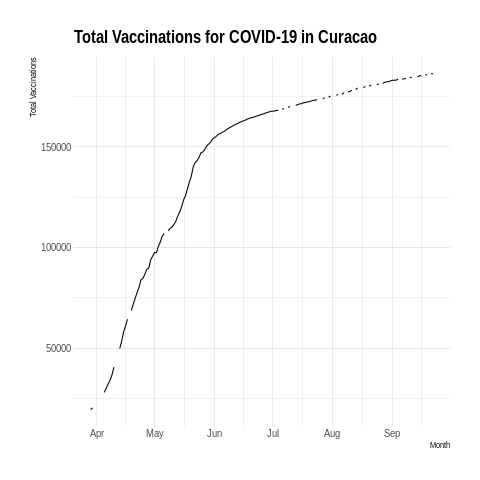 Total Vaccinations for COVID-19 in Curacao
Total Vaccinations
150000
100000
50000
Apr May Jun Jul Aug Sep
Month